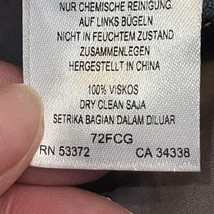 NUR CHEMISCHE REINIGUNG
AUF LINKS BÜGELN
NICHT IN FEUCHTEM ZUSTAND
ZUSAMMENLEGEN
HERGESTELLT IN CHINA
100% VISKOS
DRY CLEAN SAJA
SETRIKA BAGIAN DALAM DILUAR
72FCG
RN 53372 CA 34338